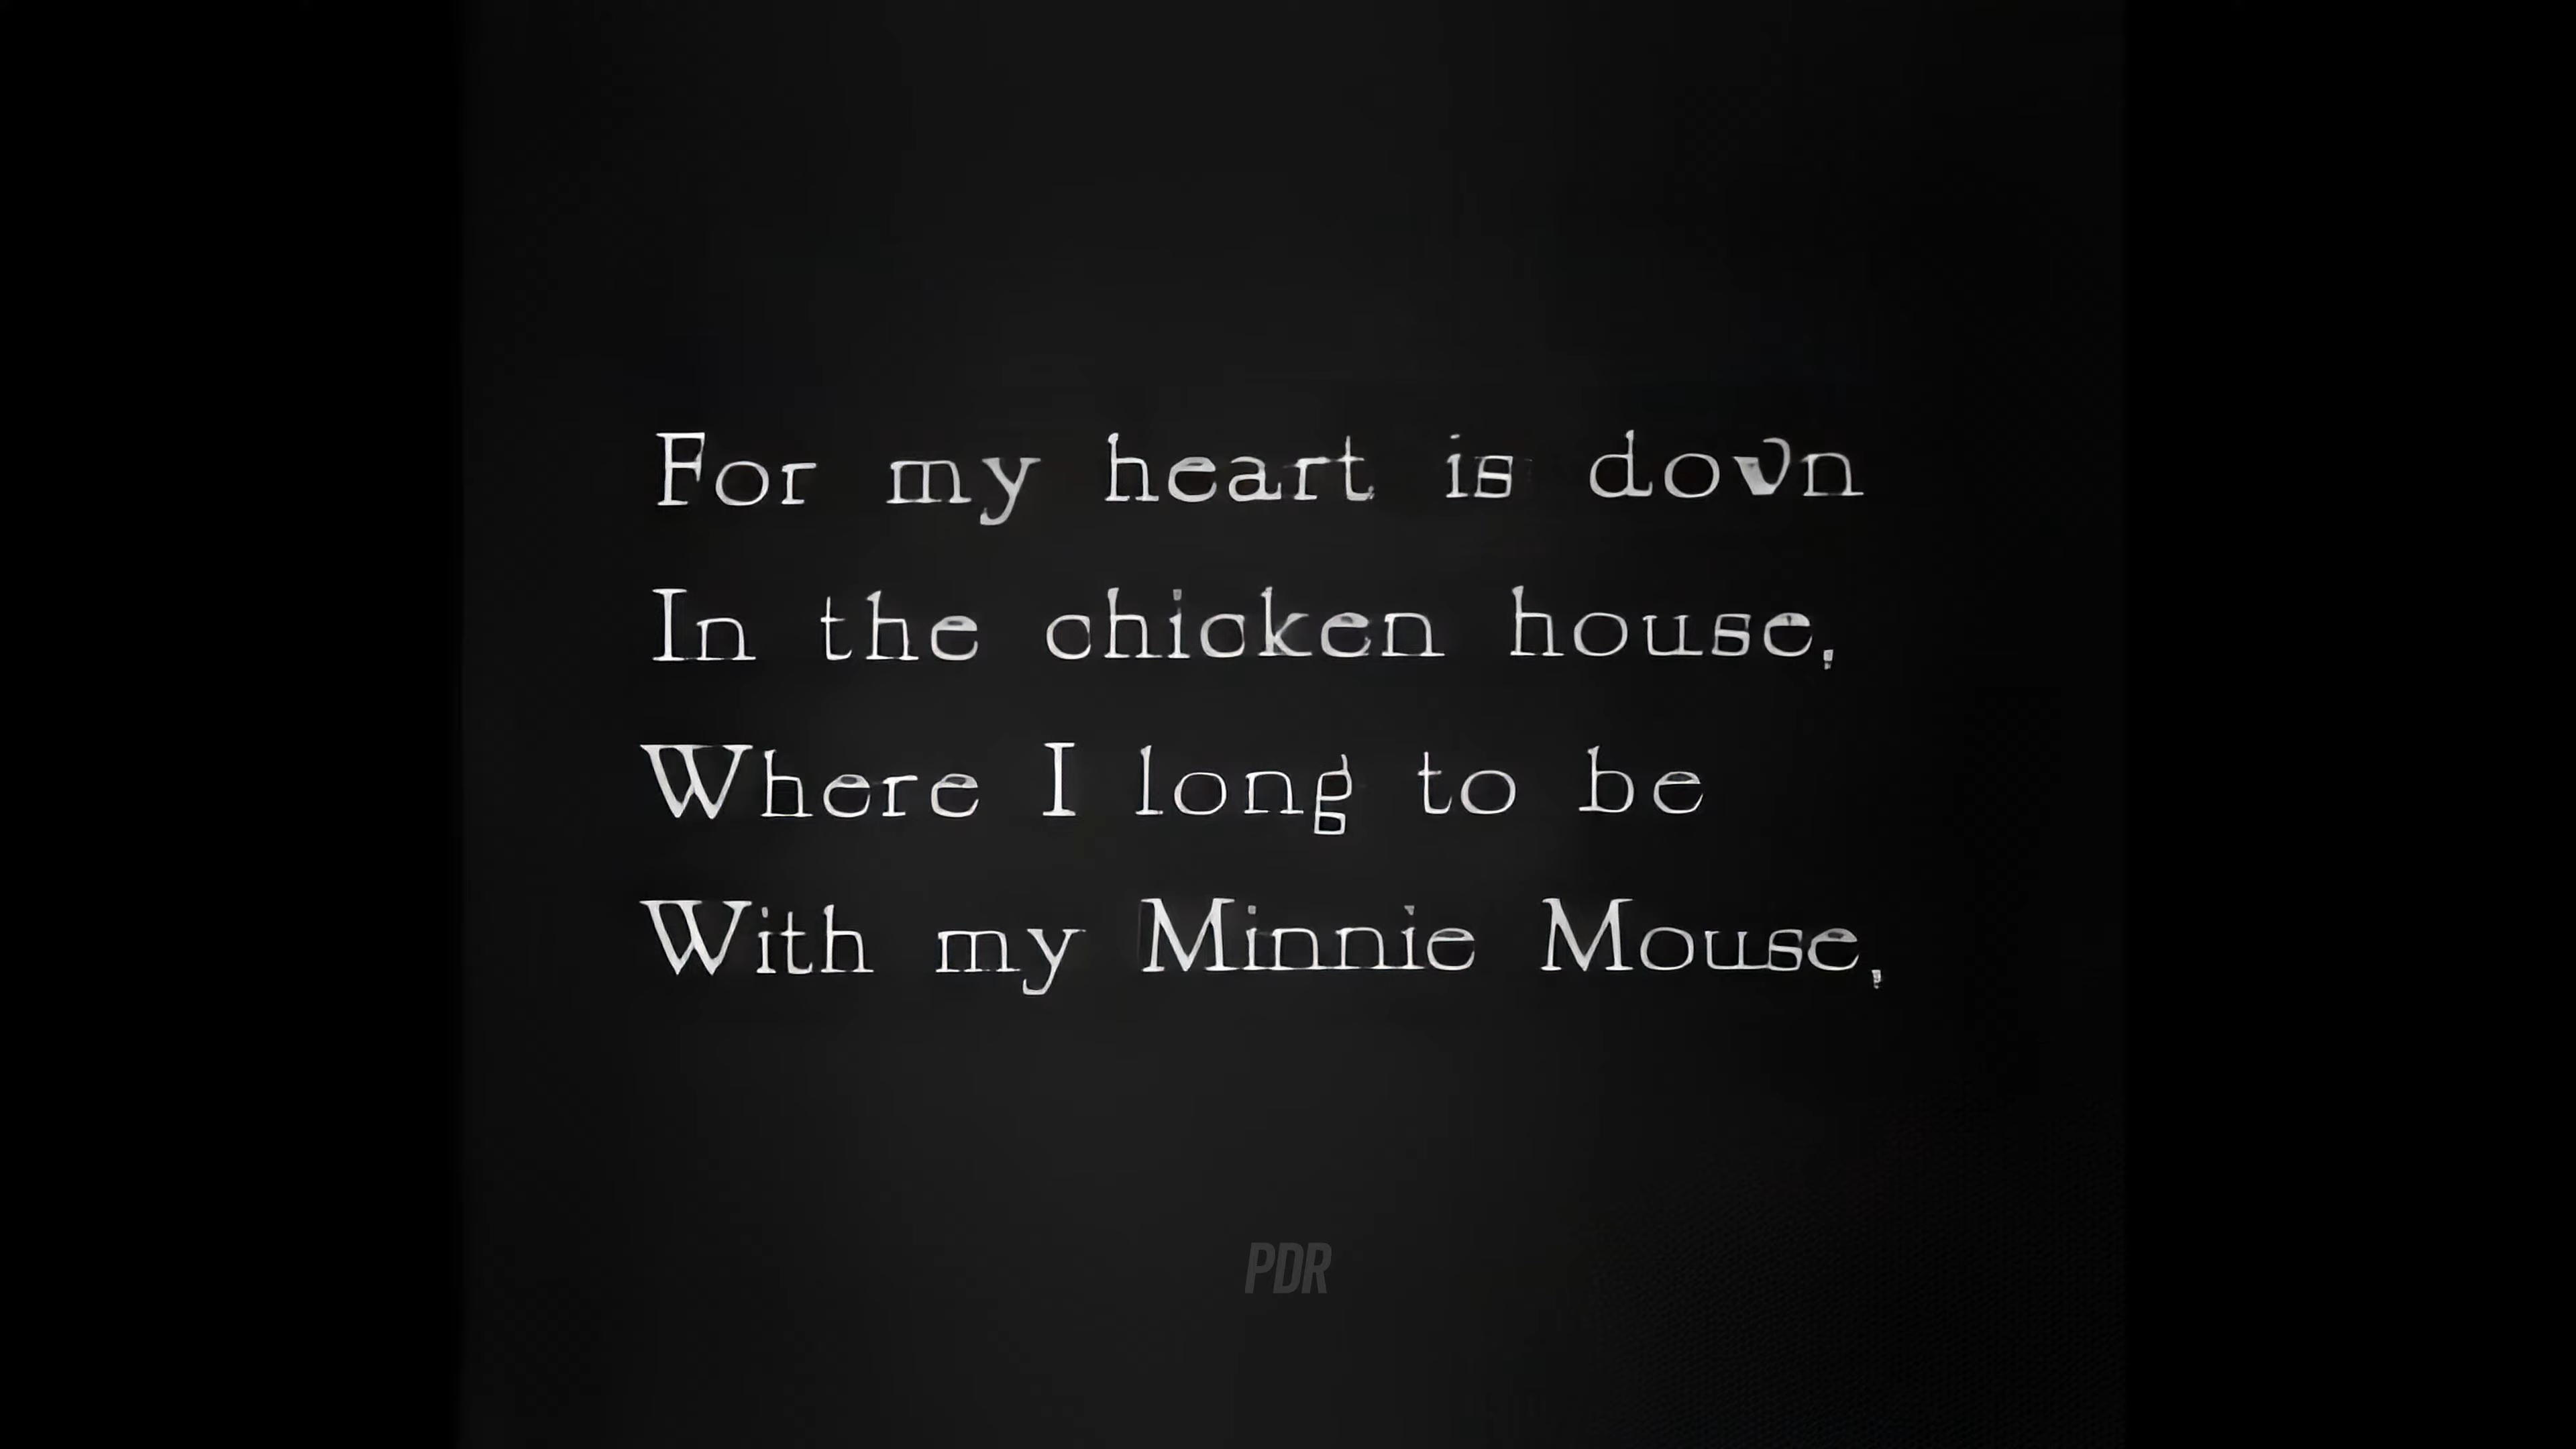 For my heart is down
In the chicken house,
Where I long to be
With my Minnie Mouse,
PDR